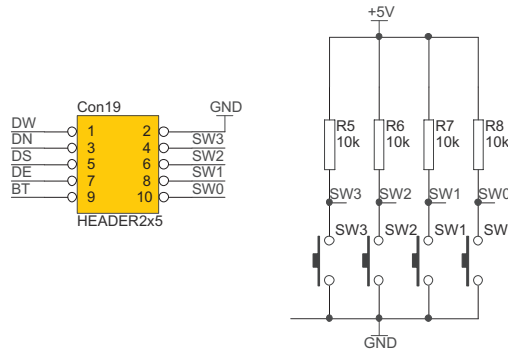 Con19
GND
DW 1 2
DN 3 4 SW3
DS 5 6 SW2
DE 7 8 SW1
BT 9 10 SW0
HEADER2x5
+5V
R5 R6 R7 R8
10k 10k 10k 10k
SW3 SW2 SW1 SW0
SW3 SW2 SW1 SW
GND